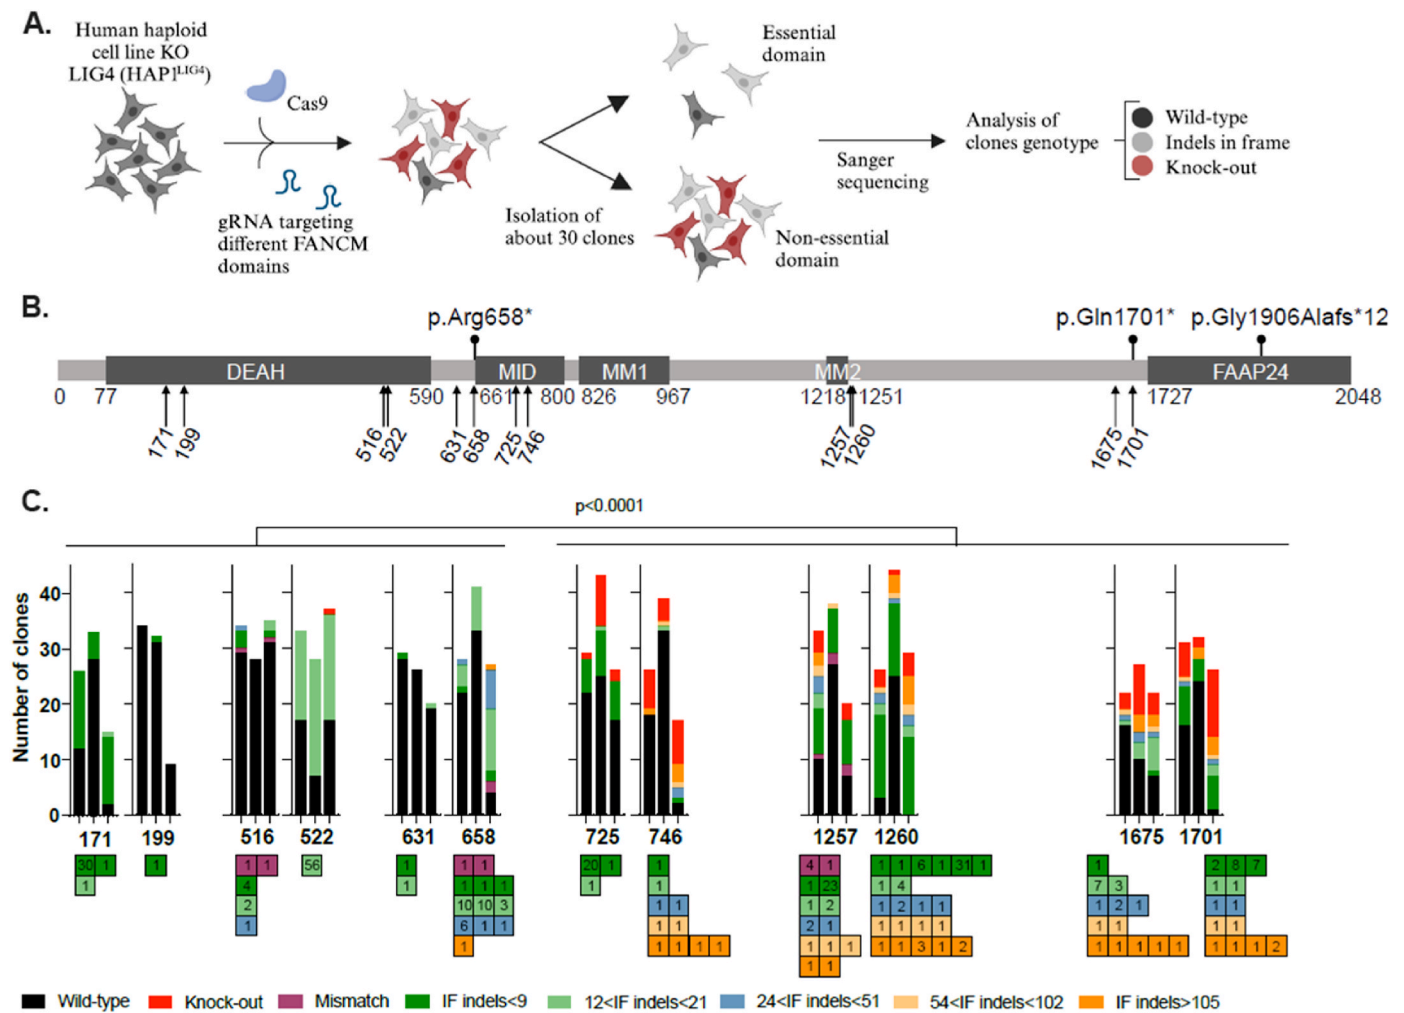 A.
Human haploid
cell line KO
LIG4 (HAP1LIG4)
Cas9
gRNA targeting
different FANCM
domains
Isolation of
about 30 clones
Essential
domain
Non-essential
domain
Sanger
sequencing
Analysis of
clones genotype
Wild-type
Indels in frame
Knock-out
B.
p.Arg658* p.Gln1701* p.Gly1906Alafs*12
DEAH MID MM1 MM2 FAAP24
0 77 590 661 800 826 967 1218 1251 1727 2048
171 199 516 522 631 658 725 746 1257 1260 1675 1701
C.
p<0.0001
Number of clones
40
30
20
10
0
171 199 516 522 631 658 725 746 1257 1260 1675 1701
30 1 1 1 1 56 1 1 1 20 1 1 4 1 1 1 6 1 31 1 1 2 8 7
1 4 1 1 1 1 1 1 1 23 1 4 7 3 1 1
2 10 10 3 1 1 1 2 1 2 1 1 1 2 1 1 1
1 6 1 1 1 1 2 1 1 1 1 1 1 1 1 1
1 1 1 1 1 1 1 1 1 1 3 1 2 1 1 1 1 1 1 1 1 2
1 1
Wild-type Knock-out Mismatch IF indels<9 12<IF indels<21 24<IF indels<51 54<IF indels<102 IF indels>105